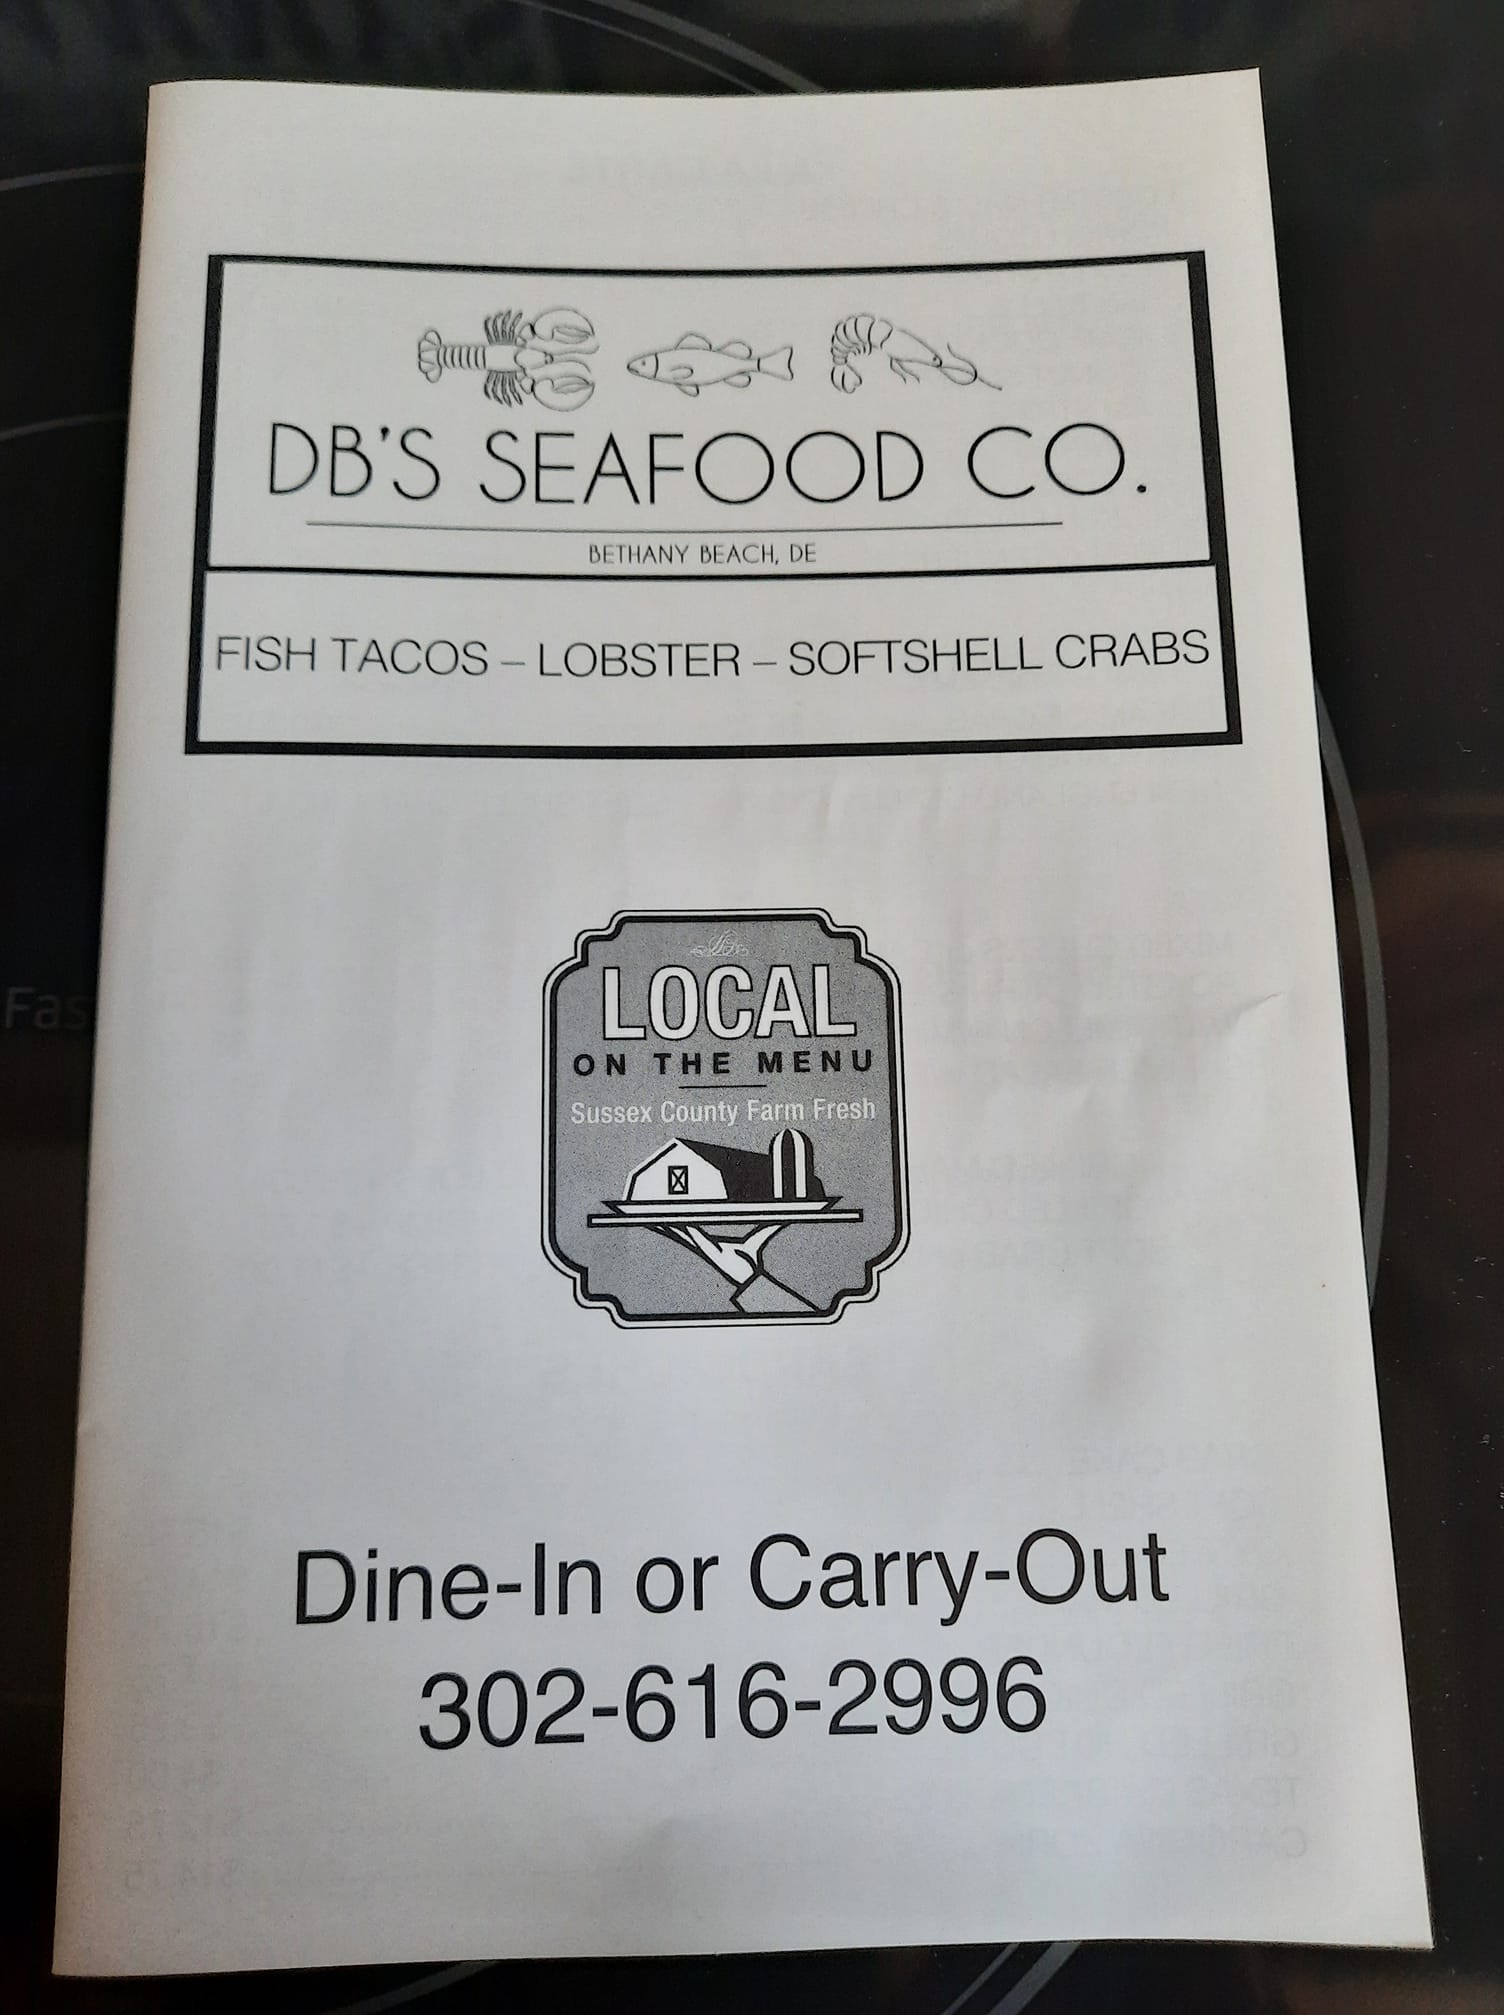 DB'S SEAFOOD CO.
BETHANY BEACH, DE
FISH TACOS – LOBSTER – SOFTSHELL CRABS
LOCAL
ON THE MENU
Sussex County Farm Fresh
Fas
Dine-In or Carry-Out
302-616-2996